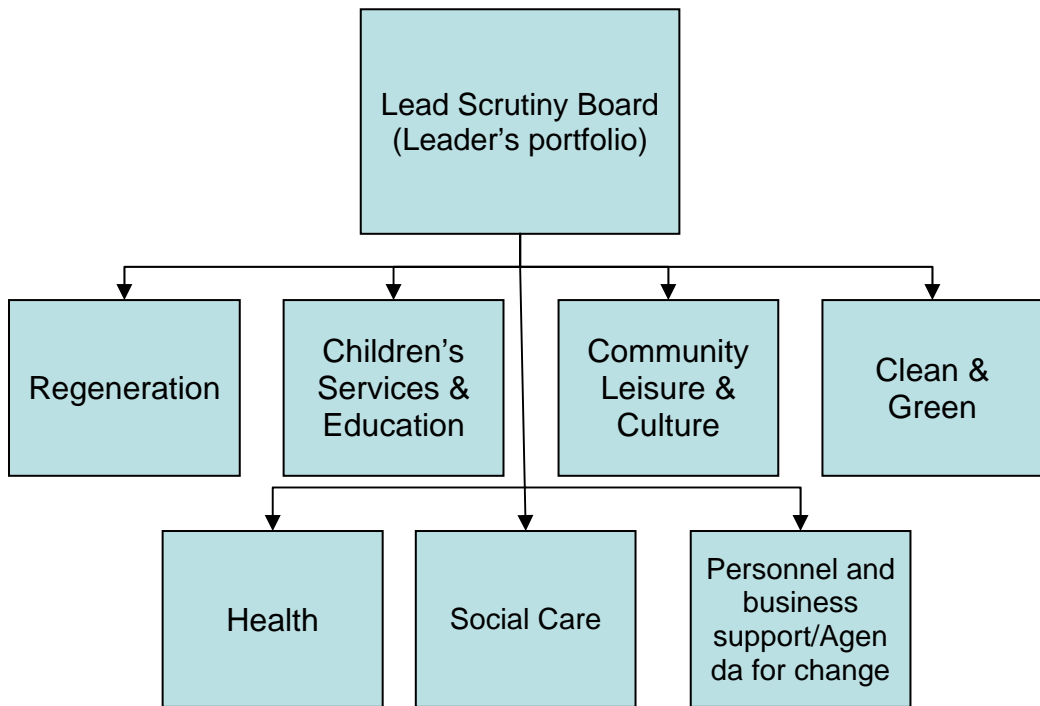 Lead Scrutiny Board
(Leader’s portfolio)
Regeneration
Children’s
Services &
Education
Community
Leisure &
Culture
Clean &
Green
Health
Social Care
Personnel and
business
support/Agen
da for change